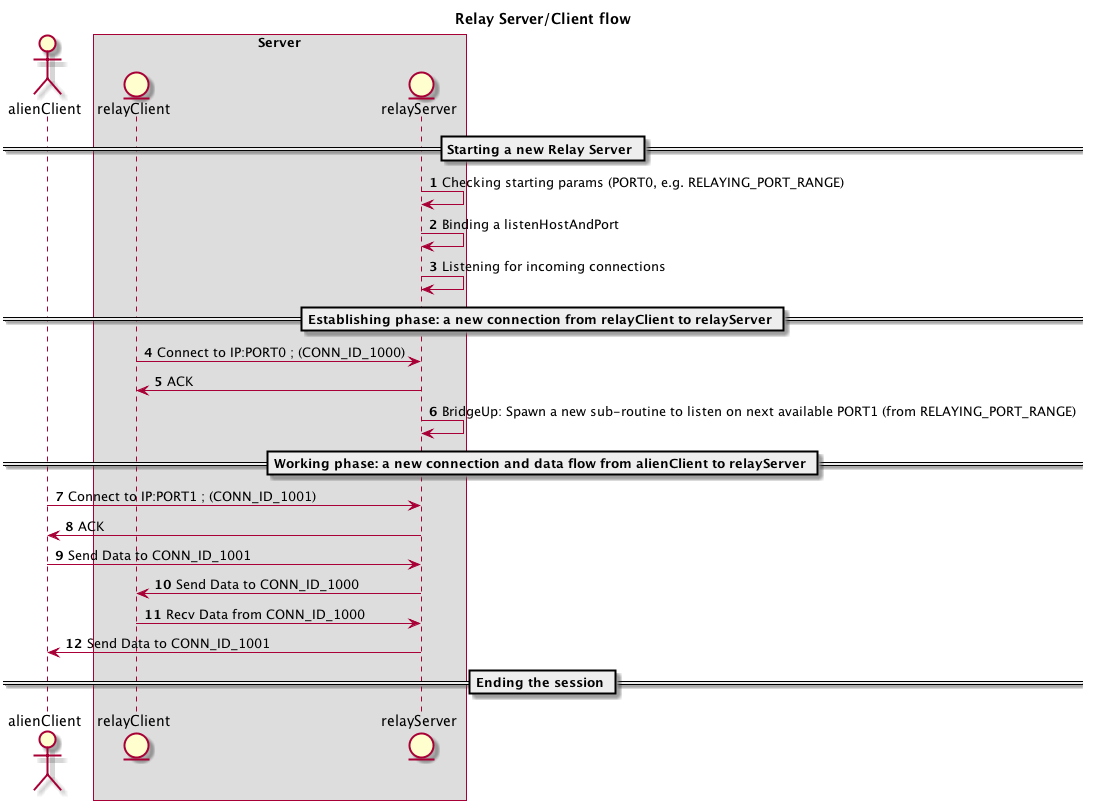 Relay Server/Client flow
Server
alienClient
relayClient
relayServer
Starting a new Relay Server
1 Checking starting params (PORT0, e.g. RELAYING_PORT_RANGE)
2 Binding a listenHostAndPort
3 Listening for incoming connections
Establishing phase: a new connection from relayClient to relayServer
4 Connect to IP:PORT0 ; (CONN_ID_1000)
5 ACK
6 BridgeUp: Spawn a new sub-routine to listen on next available PORT1 (from RELAYING_PORT_RANGE)
Working phase: a new connection and data flow from alienClient to relayServer
7 Connect to IP:PORT1 ; (CONN_ID_1001)
8 ACK
9 Send Data to CONN_ID_1001
10 Send Data to CONN_ID_1000
11 Recv Data from CONN_ID_1000
12 Send Data to CONN_ID_1001
Ending the session
alienClient
relayClient
relayServer